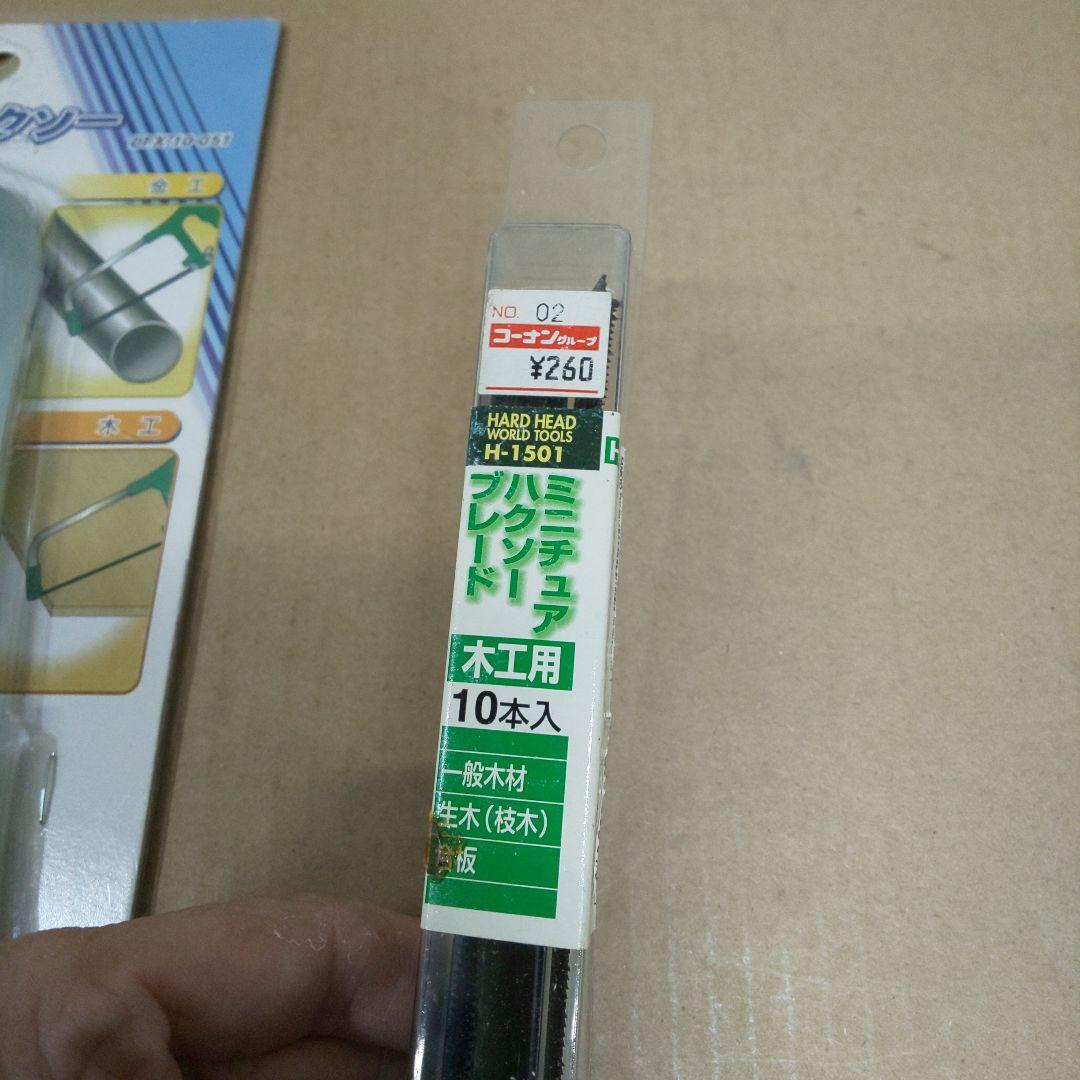 クソー
金工
木工
NO. 02
コーナングループ
¥260
HARD HEAD
WORLD TOOLS
H-1501
ミニチュア
ハクソー
ブレード
木工用
10本入
一般木材
生木(枝木)
板